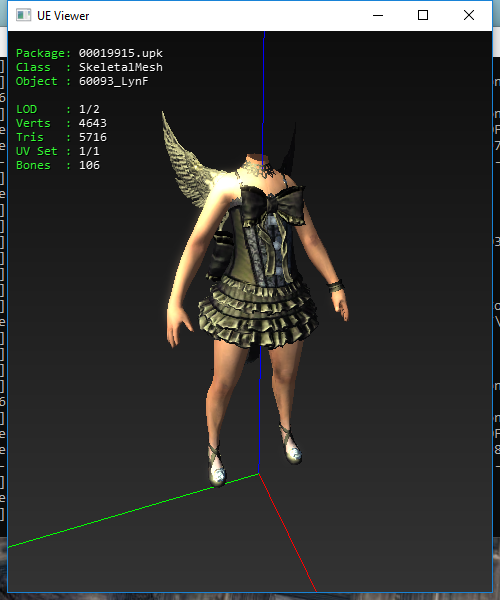 UE Viewer
Package: 00019915.upk
Class : SkeletalMesh
Object : 60093_LynF
LOD : 1/2
Verts : 4643
Tris : 5716
UV Set : 1/1
Bones : 106